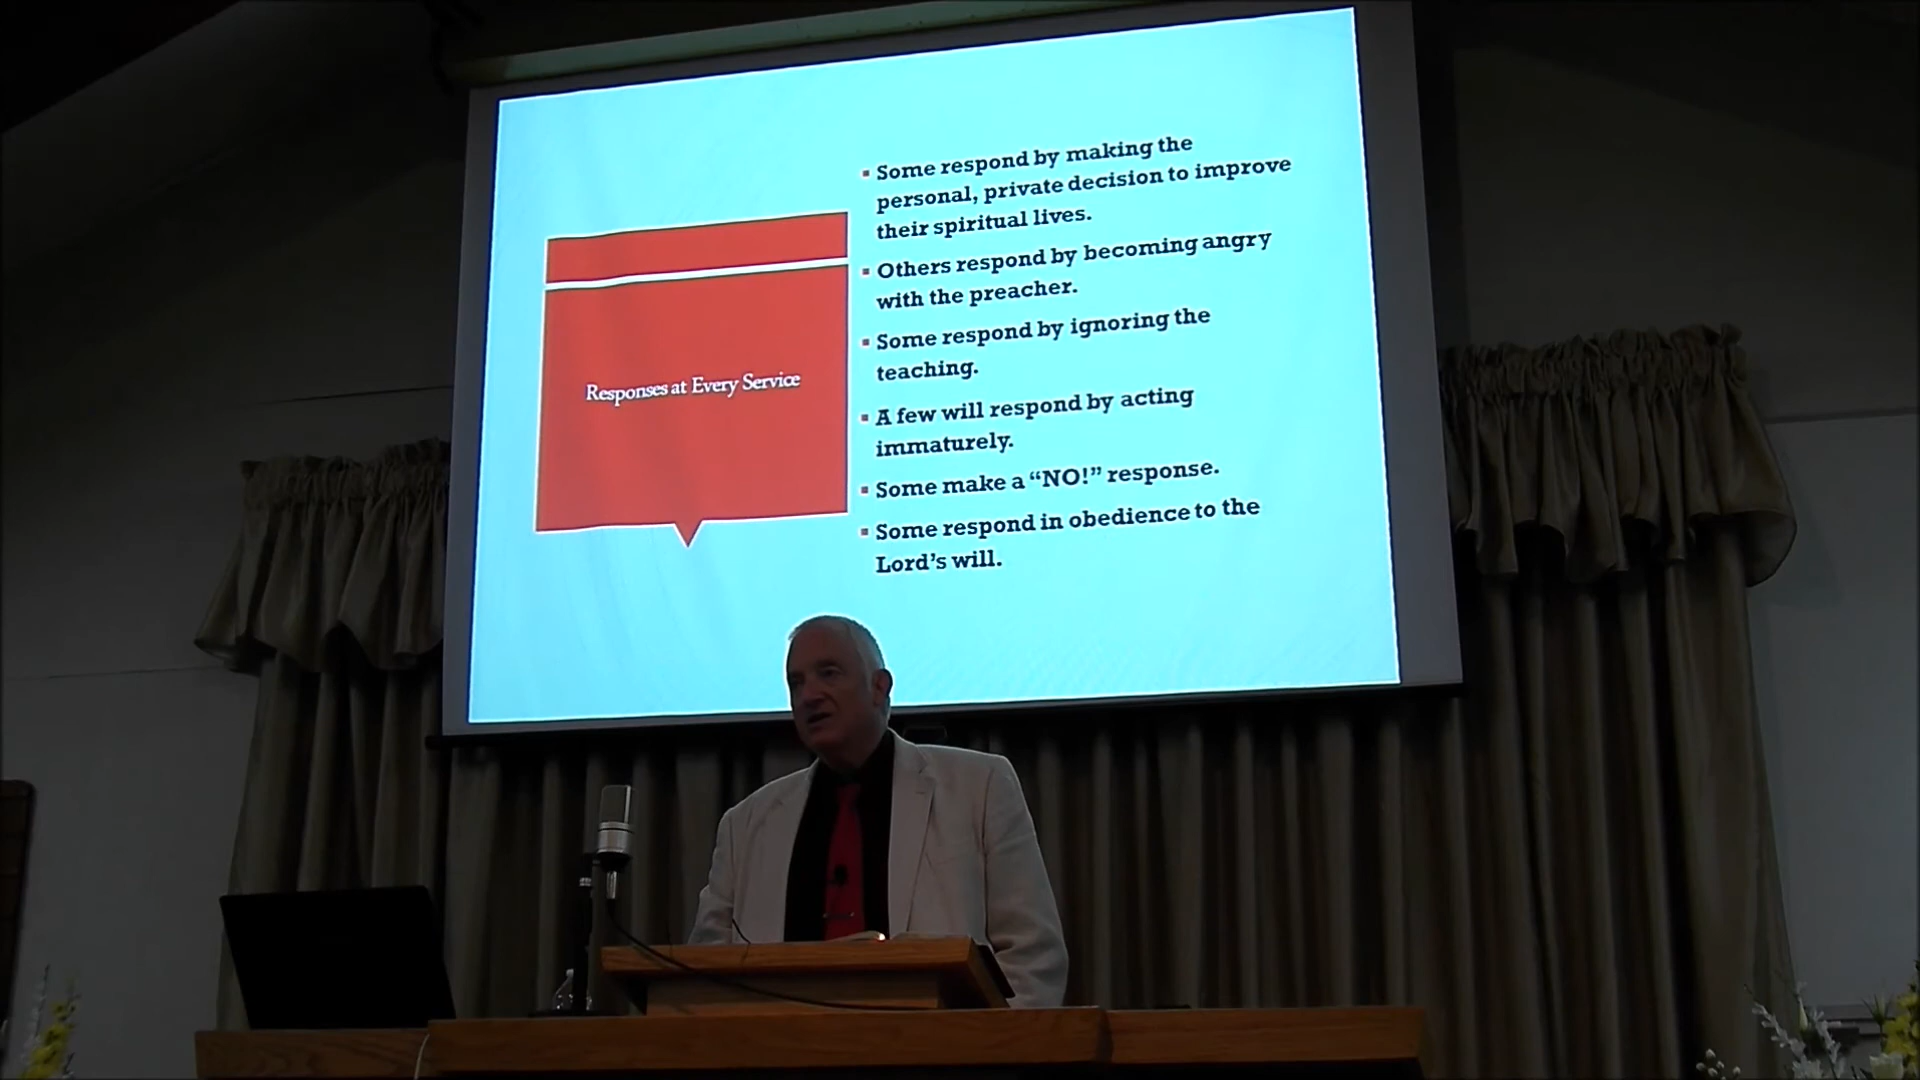 Responses at Every Service
▪ Some respond by making the
personal, private decision to improve
their spiritual lives.
▪ Others respond by becoming angry
with the preacher.
▪ Some respond by ignoring the
teaching.
▪ A few will respond by acting
immaturely.
▪ Some make a “NO!” response.
▪ Some respond in obedience to the
Lord’s will.